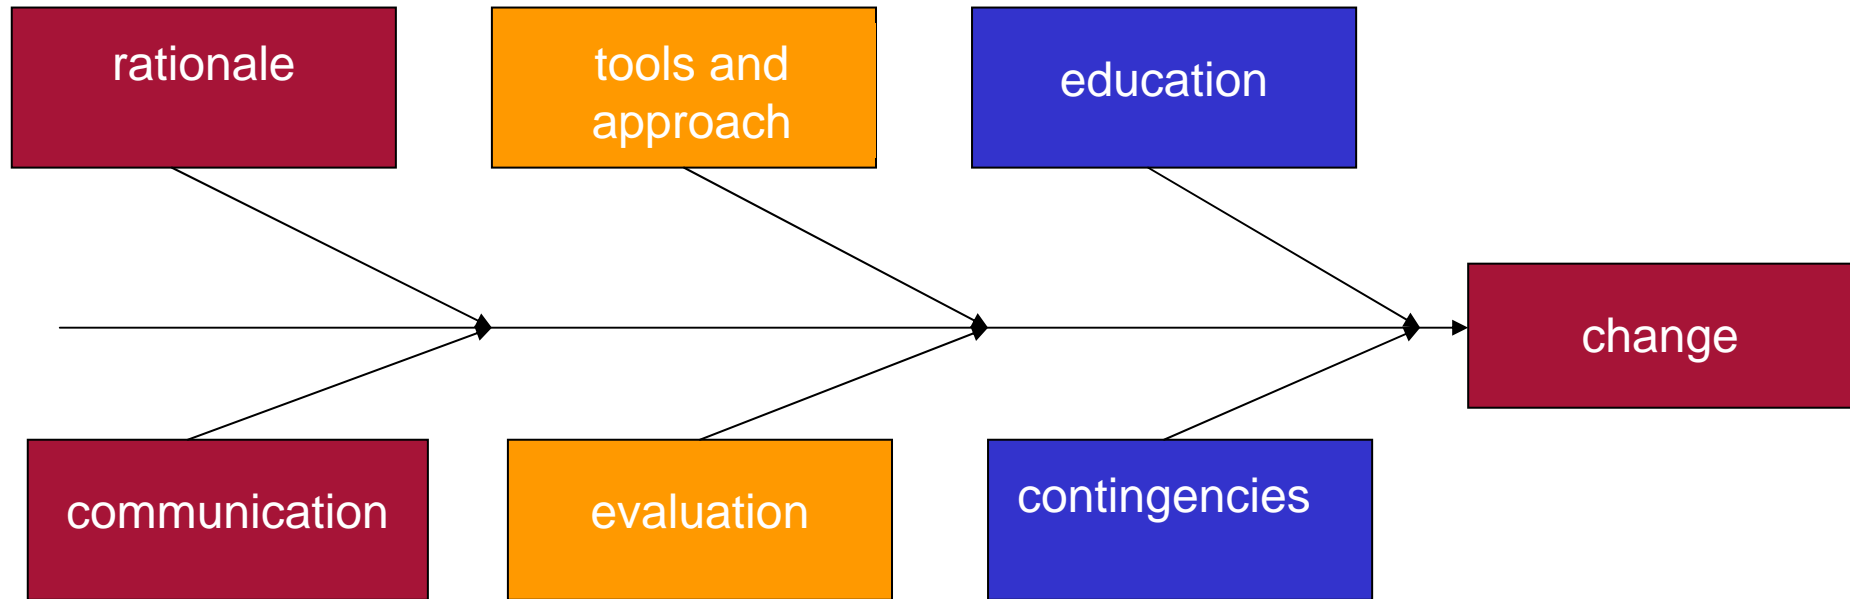 rationale
tools and
approach
education
change
communication
evaluation
contingencies